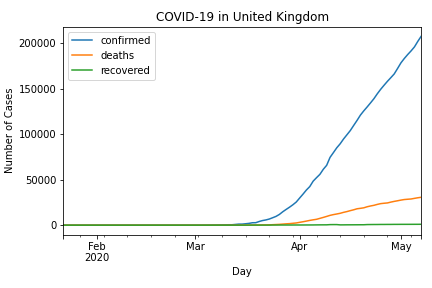 COVID-19 in United Kingdom
confirmed
deaths
recovered
200000
150000
100000
50000
0
Number of Cases
Feb
2020
Mar
Apr
May
Day